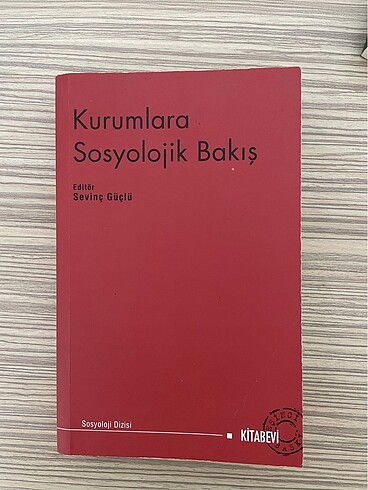 Kurumlara
Sosyolojik Bakış
Editör
Sevinç Güçlü
Sosyoloji Dizisi
KİTABEVİ